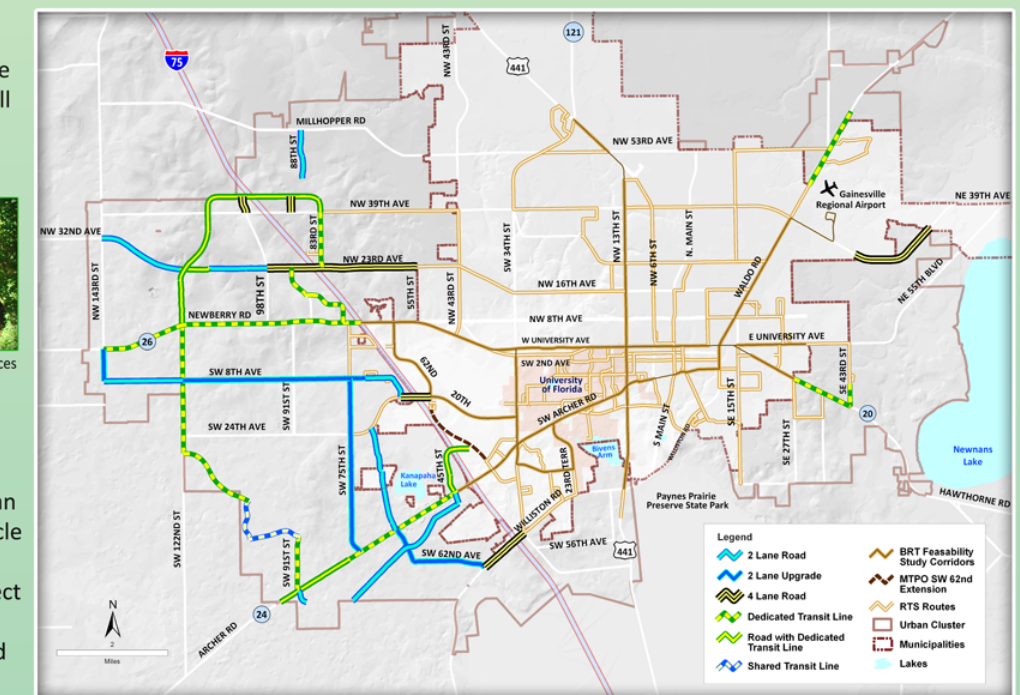 e
ll
ces
an
cle
ect
d
75
121
441
NW 43RD ST
MILLHOPPER RD
88TH ST
NW 53RD AVE
Gainesville
Regional Airport
NE 39TH AVE
NW 39TH AVE
NW 32ND AVE
83RD ST
SW 34TH ST
NW 13TH ST
NW 6TH ST
N. MAIN ST
WALDO RD
NE 55TH BLVD
NW 143RD ST
98TH ST
NW 23RD AVE
55TH ST
NW 43RD ST
NW 16TH AVE
NEWBERRY RD
26
NW 8TH AVE
W UNIVERSITY AVE
E UNIVERSITY AVE
SW 8TH AVE
62ND
20TH
SW 2ND AVE
University
of Florida
SW ARCHER RD
SW 91ST ST
SW 24TH AVE
SW 75TH ST
45TH ST
Kanapaha
Lake
Bivens
Arm
23RD TERR
S MAIN ST
WILLISTON RD
SE 15TH ST
SE 27TH ST
SE 43RD ST
20
Newnans
Lake
HAWTHORNE RD
Paynes Prairie
Preserve State Park
SW 122ND ST
SW 91ST ST
SW 62ND AVE
WILLISTON RD
SW 56TH AVE
441
24
ARCHER RD
N
2
Miles
Legend
2 Lane Road
2 Lane Upgrade
4 Lane Road
Dedicated Transit Line
Road with Dedicated
Transit Line
Shared Transit Line
BRT Feasability
Study Corridors
MTPO SW 62nd
Extension
RTS Routes
Urban Cluster
Municipalities
Lakes